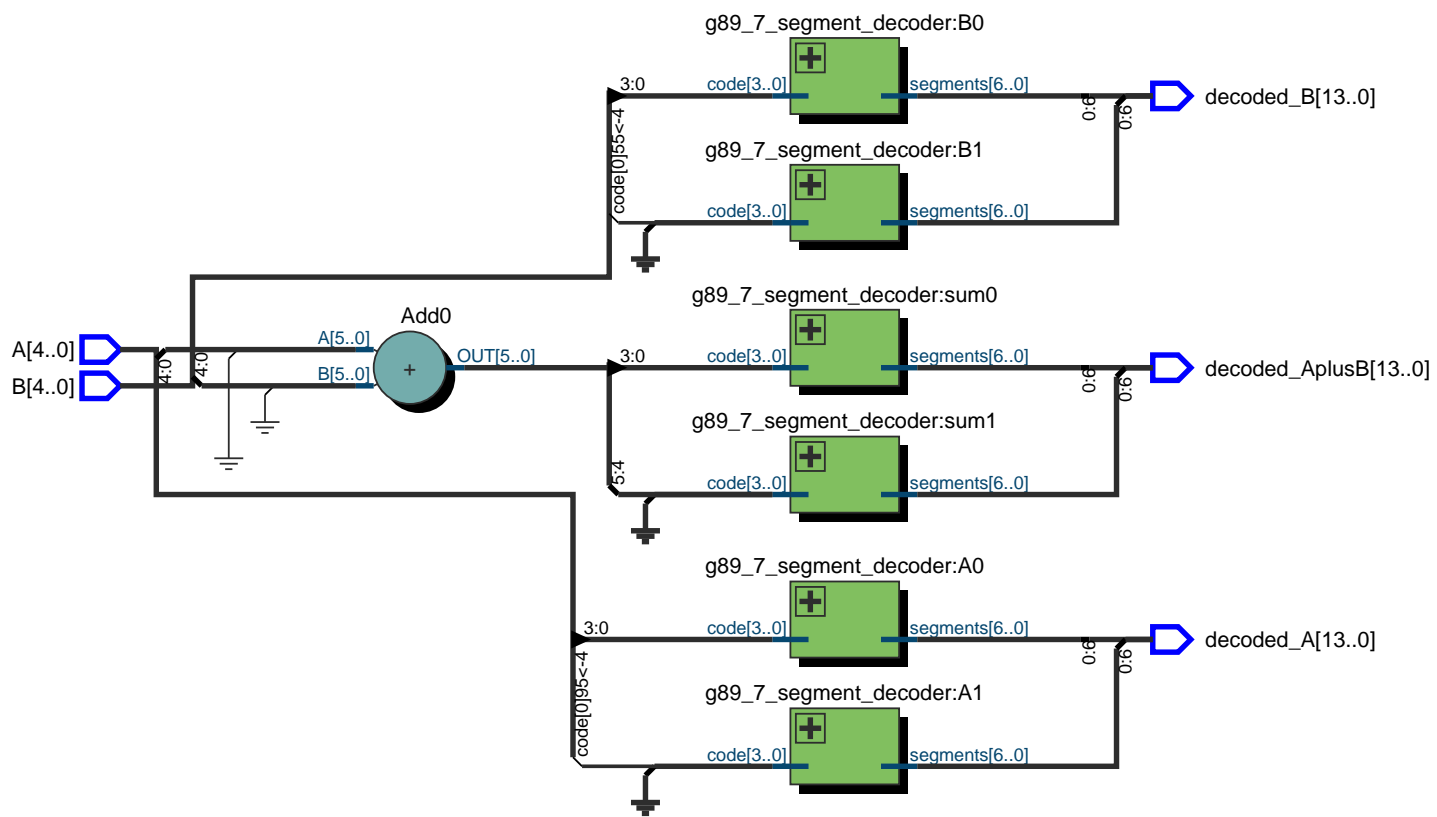 g89_7_segment_decoder:B0
3:0
code[3..0]
segments[6..0]
0:6
0:6
decoded_B[13..0]
code[0]55<-4
g89_7_segment_decoder:B1
code[3..0]
segments[6..0]
g89_7_segment_decoder:sum0
Add0
A[4..0]
B[4..0]
4:0
4:0
A[5..0]
B[5..0]
+
OUT[5..0]
3:0
code[3..0]
segments[6..0]
0:6
0:6
decoded_AplusB[13..0]
g89_7_segment_decoder:sum1
5:4
code[3..0]
segments[6..0]
g89_7_segment_decoder:A0
3:0
code[3..0]
segments[6..0]
0:6
0:6
decoded_A[13..0]
code[0]95<-4
g89_7_segment_decoder:A1
code[3..0]
segments[6..0]